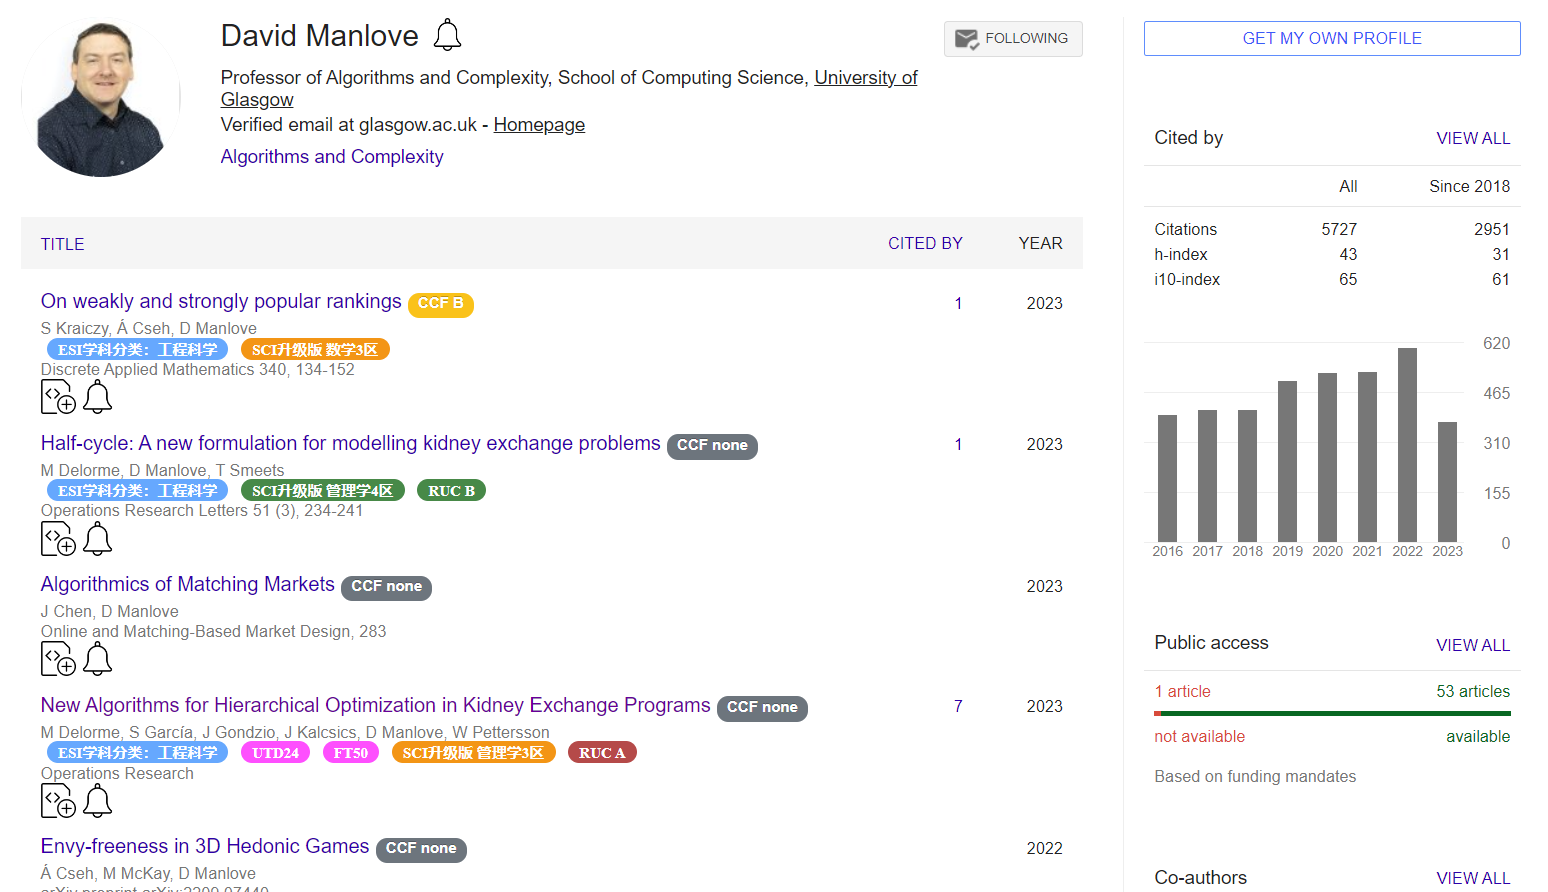 David Manlove
FOLLOWING
Professor of Algorithms and Complexity, School of Computing Science, University of
Glasgow
Verified email at glasgow.ac.uk - Homepage
Algorithms and Complexity
TITLE CITED BY YEAR
On weakly and strongly popular rankings CCF B 1 2023
S Kraiczy, Á Cseh, D Manlove
ESI学科分类：工程科学 SCI升级版 数学3区
Discrete Applied Mathematics 340, 134-152
Half-cycle: A new formulation for modelling kidney exchange problems CCF none 1 2023
M Delorme, D Manlove, T Smeets
ESI学科分类：工程科学 SCI升级版 管理学4区 RUC B
Operations Research Letters 51 (3), 234-241
Algorithmics of Matching Markets CCF none 2023
J Chen, D Manlove
Online and Matching-Based Market Design, 283
New Algorithms for Hierarchical Optimization in Kidney Exchange Programs CCF none 7 2023
M Delorme, S García, J Gondzio, J Kalcsics, D Manlove, W Pettersson
ESI学科分类：工程科学 UTD24 FT50 SCI升级版 管理学3区 RUC A
Operations Research
Envy-freeness in 3D Hedonic Games CCF none 2022
Á Cseh, M McKay, D Manlove
arXiv preprint arXiv:2209.07440
GET MY OWN PROFILE
Cited by VIEW ALL
All Since 2018
Citations 5727 2951
h-index 43 31
i10-index 65 61
620
465
310
155
0
2016 2017 2018 2019 2020 2021 2022 2023
Public access VIEW ALL
1 article 53 articles
not available available
Based on funding mandates
Co-authors VIEW ALL